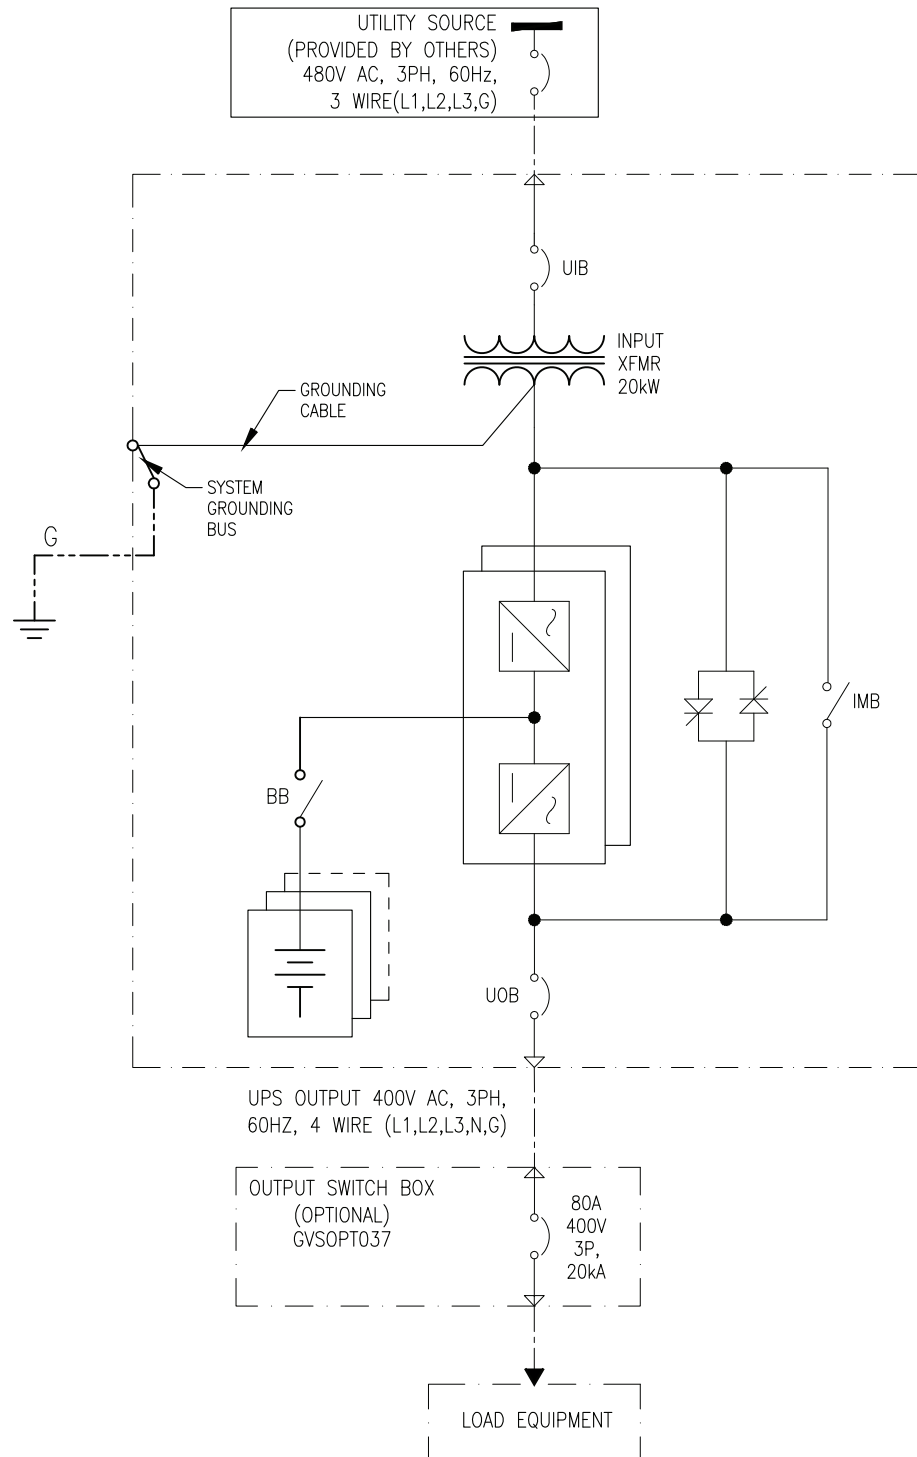 UTILITY SOURCE
(PROVIDED BY OTHERS)
480V AC, 3PH, 60Hz,
3 WIRE(L1,L2,L3,G)
UIB
INPUT
XFMR
20kW
GROUNDING
CABLE
SYSTEM
GROUNDING
BUS
G
IMB
BB
UOB
UPS OUTPUT 400V AC, 3PH,
60HZ, 4 WIRE (L1,L2,L3,N,G)
OUTPUT SWITCH BOX
(OPTIONAL)
GVSOPT037
80A
400V
3P,
20kA
LOAD EQUIPMENT